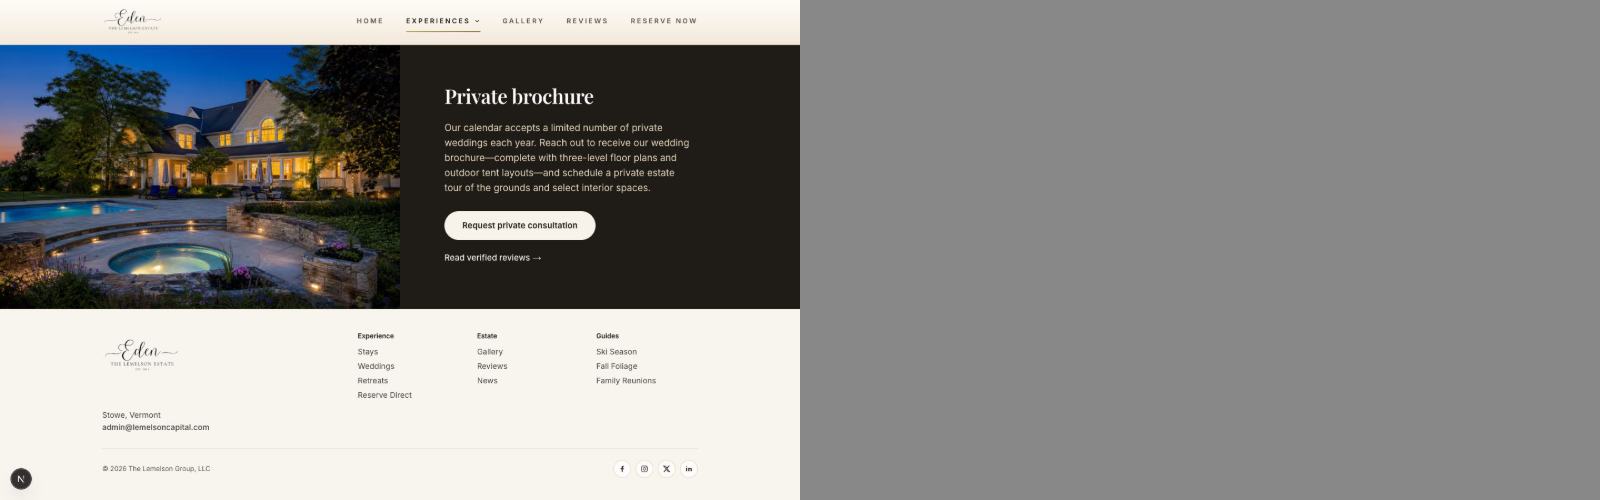 Eden
THE LEMELSON ESTATE
HOME
EXPERIENCES
GALLERY
REVIEWS
RESERVE NOW
Private brochure
Our calendar accepts a limited number of private
weddings each year. Reach out to receive our wedding
brochure—complete with three-level floor plans and
outdoor tent layouts—and schedule a private estate
tour of the grounds and select interior spaces.
Request private consultation
Read verified reviews →
Eden
THE LEMELSON ESTATE
Stowe, Vermont
admin@lemelsoncapital.com
Experience
Stays
Weddings
Retreats
Reserve Direct
Estate
Gallery
Reviews
News
Guides
Ski Season
Fall Foliage
Family Reunions
© 2026 The Lemelson Group, LLC
f
X
in
N